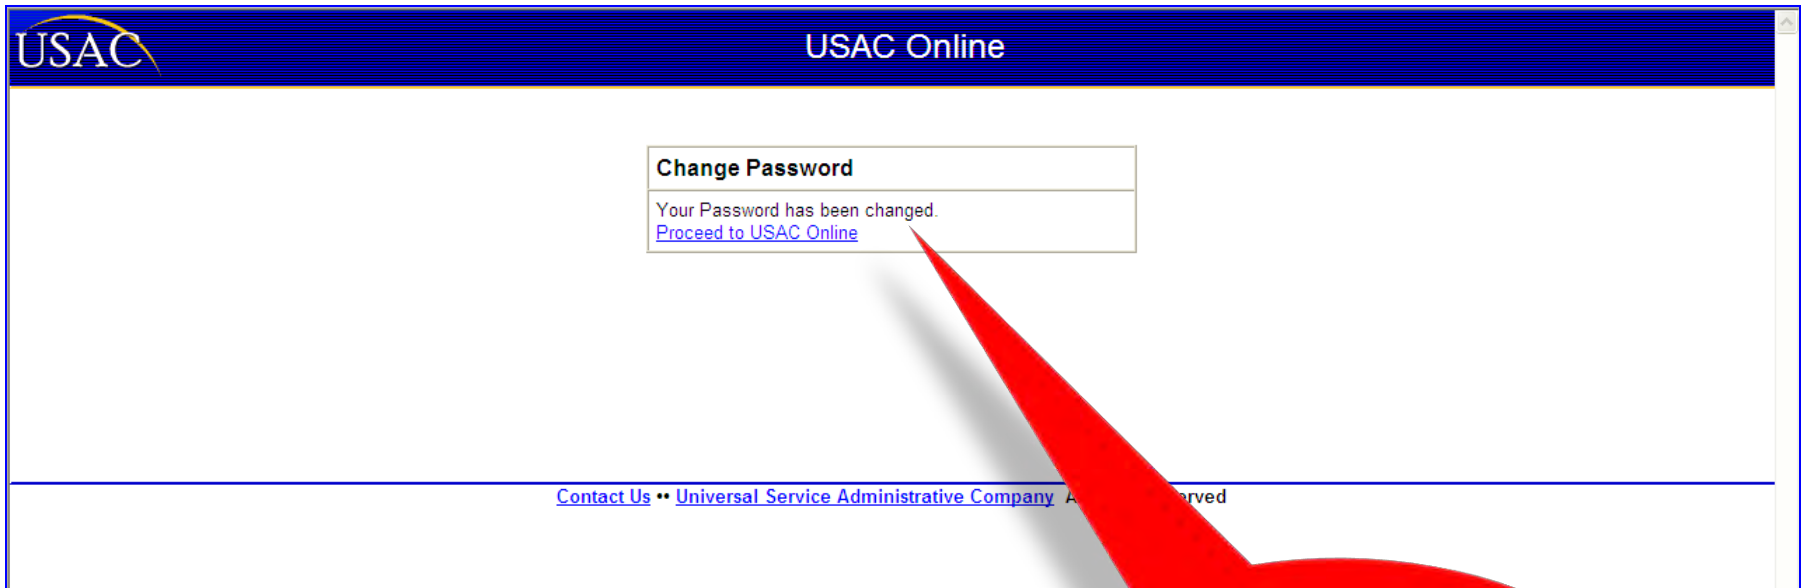 USAC
USAC Online
Change Password
Your Password has been changed.
Proceed to USAC Online
Contact Us •• Universal Service Administrative Company